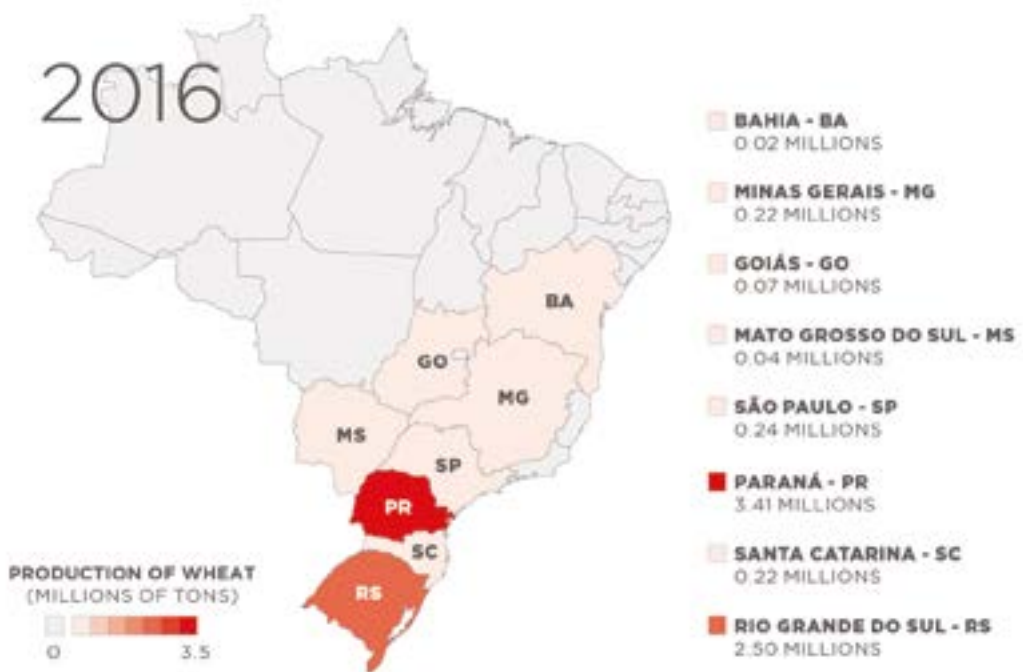 2016
BAHIA - BA
0.02 MILLIONS
MINAS GERAIS - MG
0.22 MILLIONS
GOIÁS - GO
0.07 MILLIONS
MATO GROSSO DO SUL - MS
0.04 MILLIONS
SÃO PAULO - SP
0.24 MILLIONS
PARANÁ - PR
3.41 MILLIONS
SANTA CATARINA - SC
0.22 MILLIONS
RIO GRANDE DO SUL - RS
2.50 MILLIONS
BA
GO
MG
MS
SP
PR
SC
RS
PRODUCTION OF WHEAT
(MILLIONS OF TONS)
0 3.5